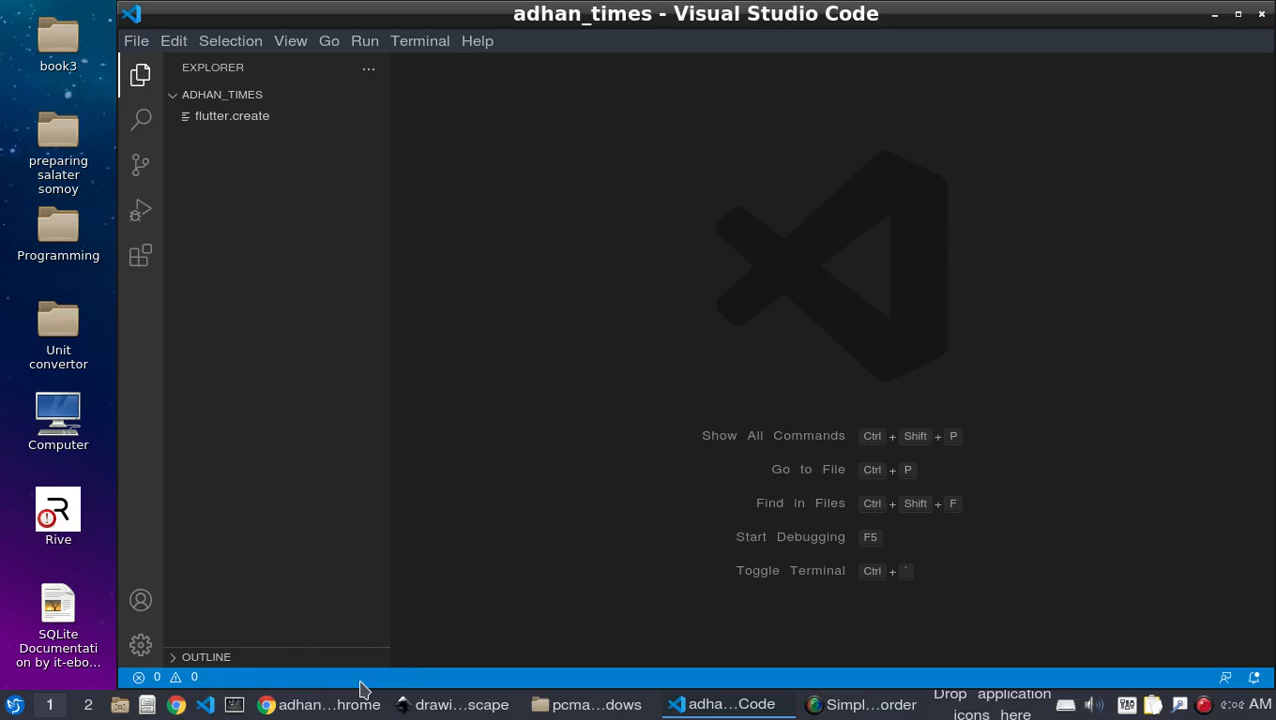 adhan_times - Visual Studio Code
File Edit Selection View Go Run Terminal Help
book3
preparing
salater
somoy
Programming
Unit
convertor
Computer
Rive
SQLite
Documentati
on by it-ebo...
EXPLORER
ADHAN_TIMES
flutter.create
Show All Commands Ctrl + Shift + P
Go to File Ctrl + P
Find in Files Ctrl + Shift + F
Start Debugging F5
Toggle Terminal Ctrl + `
OUTLINE
0 0
1 2 adhan...hrome drawi...scape pcma...dows adha...Code Simpl...order
Drop application
icons here